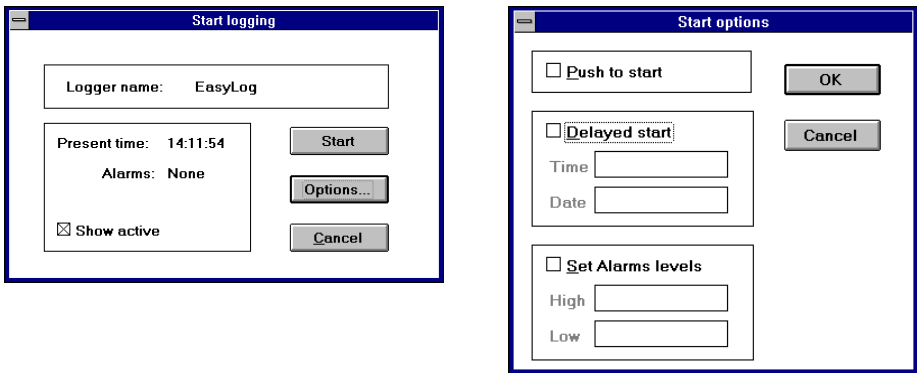 Start logging
Logger name: EasyLog
Present time: 14:11:54
Alarms: None
Show active
Start
Options...
Cancel
Start options
Push to start
Delayed start
Time
Date
Set Alarms levels
High
Low
OK
Cancel